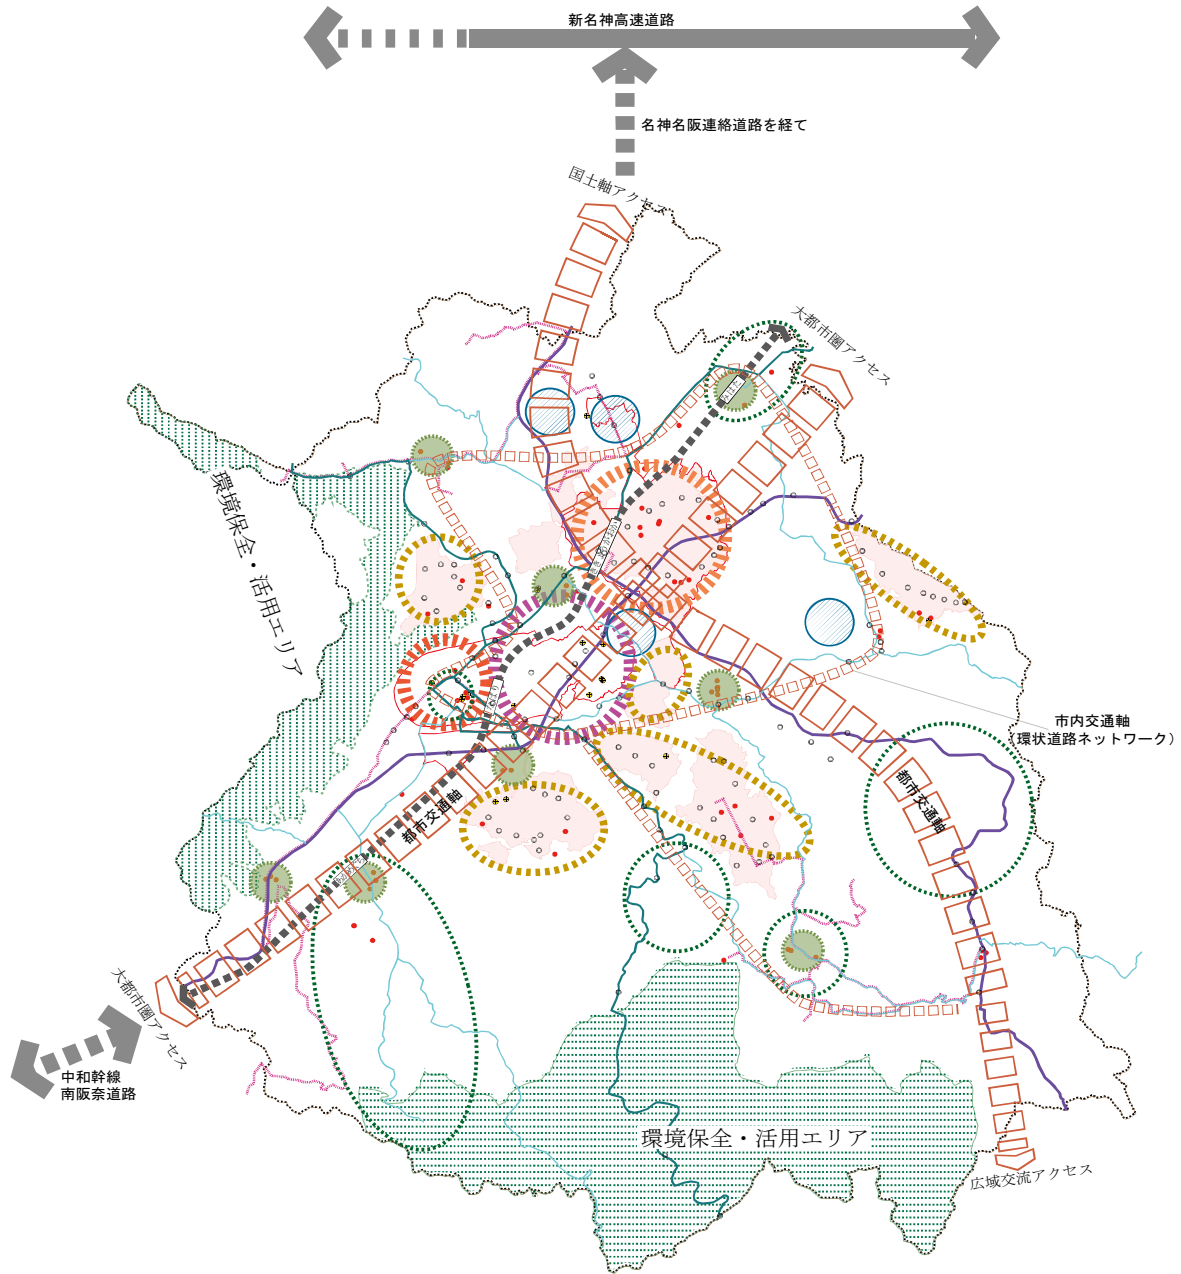 新名神高速道路
名神名阪連絡道路を経て
国土軸アクセス
大都市圏アクセス
環境保全・活用エリア
市内交通軸
(環状道路ネットワーク)
都市交通軸
都市交通軸
大都市圏アクセス
中和幹線
南阪奈道路
環境保全・活用エリア
広域交流アクセス